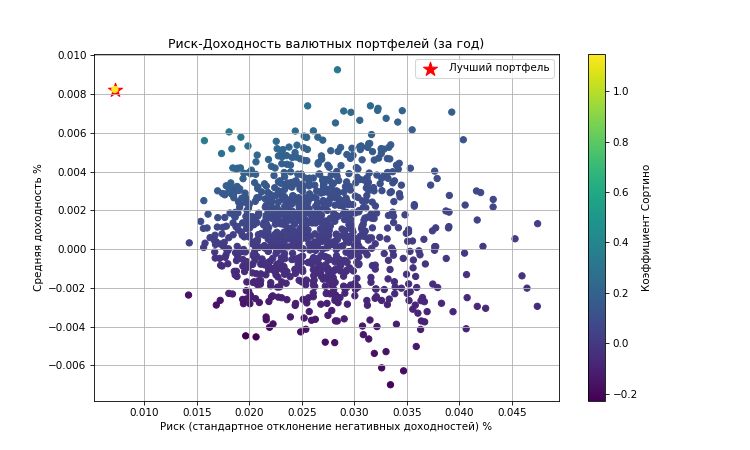 Риск-Доходность валютных портфелей (за год)
Лучший портфель
0.010
0.008
0.006
0.004
0.002
0.000
−0.002
−0.004
−0.006
Средняя доходность %
0.010 0.015 0.020 0.025 0.030 0.035 0.040 0.045
Риск (стандартное отклонение негативных доходностей) %
1.0
0.8
0.6
0.4
0.2
0.0
−0.2
Коэффициент Сортино